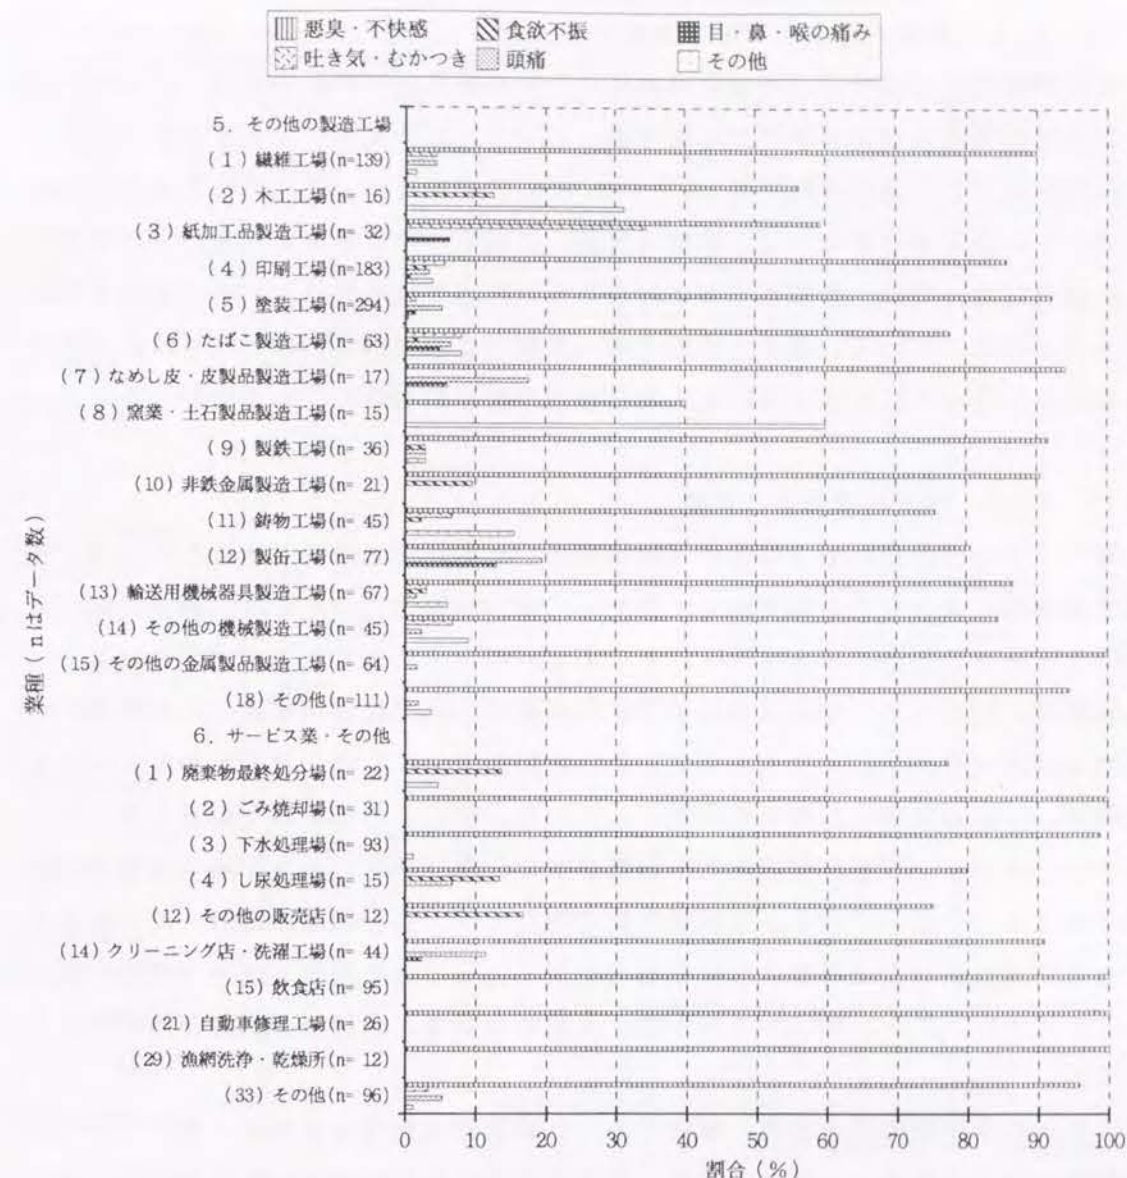 悪臭・不快感 食欲不振 目・鼻・喉の痛み
吐き気・むかつき 頭痛 その他
5. その他の製造工場
(1)繊維工場(n=139)
(2)木工工場(n= 16)
(3)紙加工品製造工場(n= 32)
(4)印刷工場(n=183)
(5)塗装工場(n=294)
(6)たばこ製造工場(n= 63)
(7)なめし皮・皮製品製造工場(n= 17)
(8)窯業・土石製品製造工場(n= 15)
(9)製鉄工場(n= 36)
(10)非鉄金属製造工場(n= 21)
(11)鋳物工場(n= 45)
(12)製缶工場(n= 77)
(13)輸送用機械器具製造工場(n= 67)
(14)その他の機械製造工場(n= 45)
(15)その他の金属製品製造工場(n= 64)
(18)その他(n=111)
6. サービス業・その他
(1)廃棄物最終処分場(n= 22)
(2)ごみ焼却場(n= 31)
(3)下水処理場(n= 93)
(4)し尿処理場(n= 15)
(12)その他の販売店(n= 12)
(14)クリーニング店・洗濯工場(n= 44)
(15)飲食店(n= 95)
(21)自動車修理工場(n= 26)
(29)漁網洗浄・乾燥所(n= 12)
(33)その他(n= 96)
業種(nはデータ数)
0 10 20 30 40 50 60 70 80 90 100
割合(%)